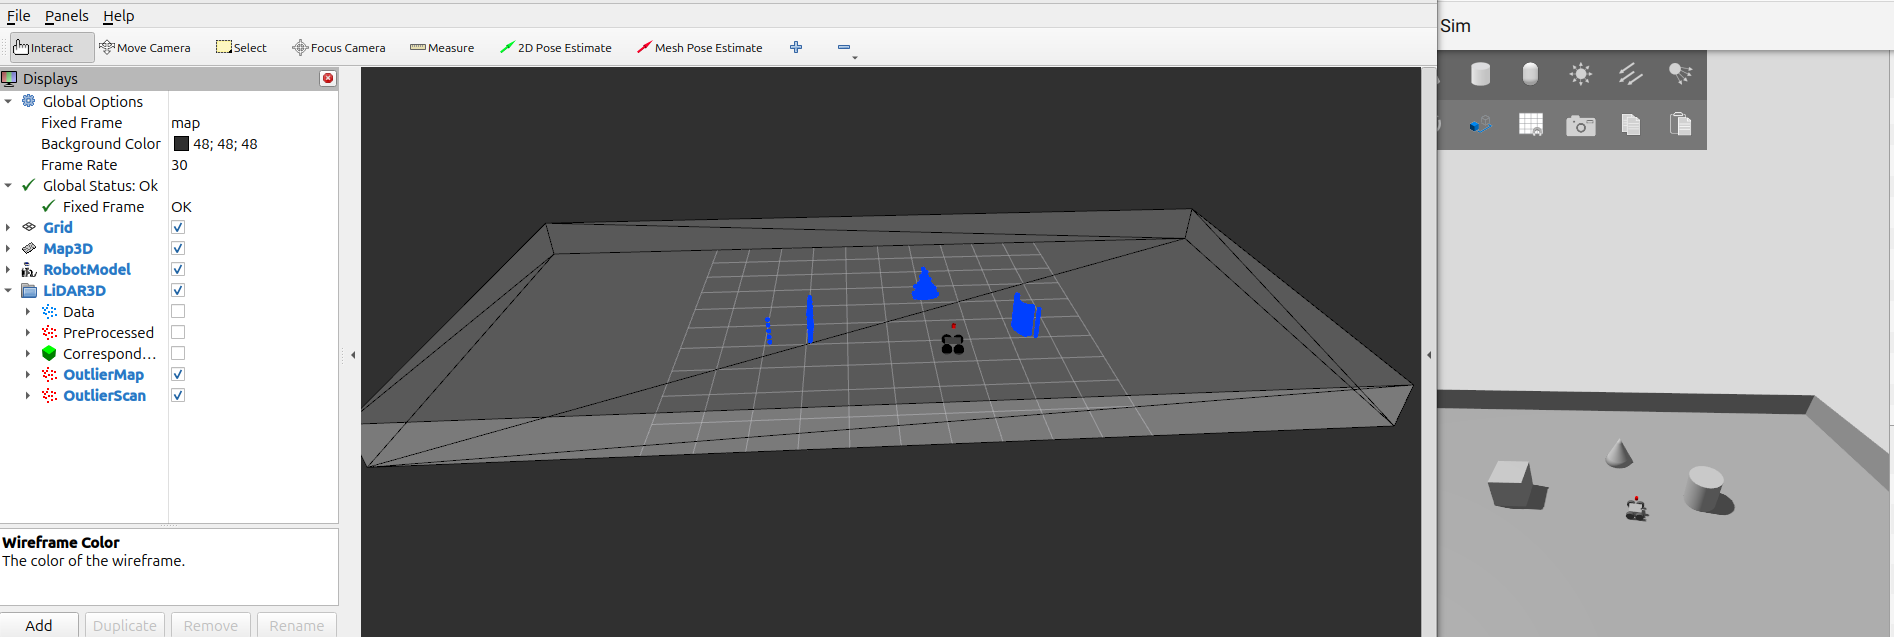 File Panels Help
Interact Move Camera Select Focus Camera Measure 2D Pose Estimate Mesh Pose Estimate
Displays
Global Options
Fixed Frame map
Background Color 48; 48; 48
Frame Rate 30
Global Status: Ok
Fixed Frame OK
Grid
Map3D
RobotModel
LiDAR3D
Data
PreProcessed
Correspond...
OutlierMap
OutlierScan
Wireframe Color
The color of the wireframe.
Add Duplicate Remove Rename
Sim